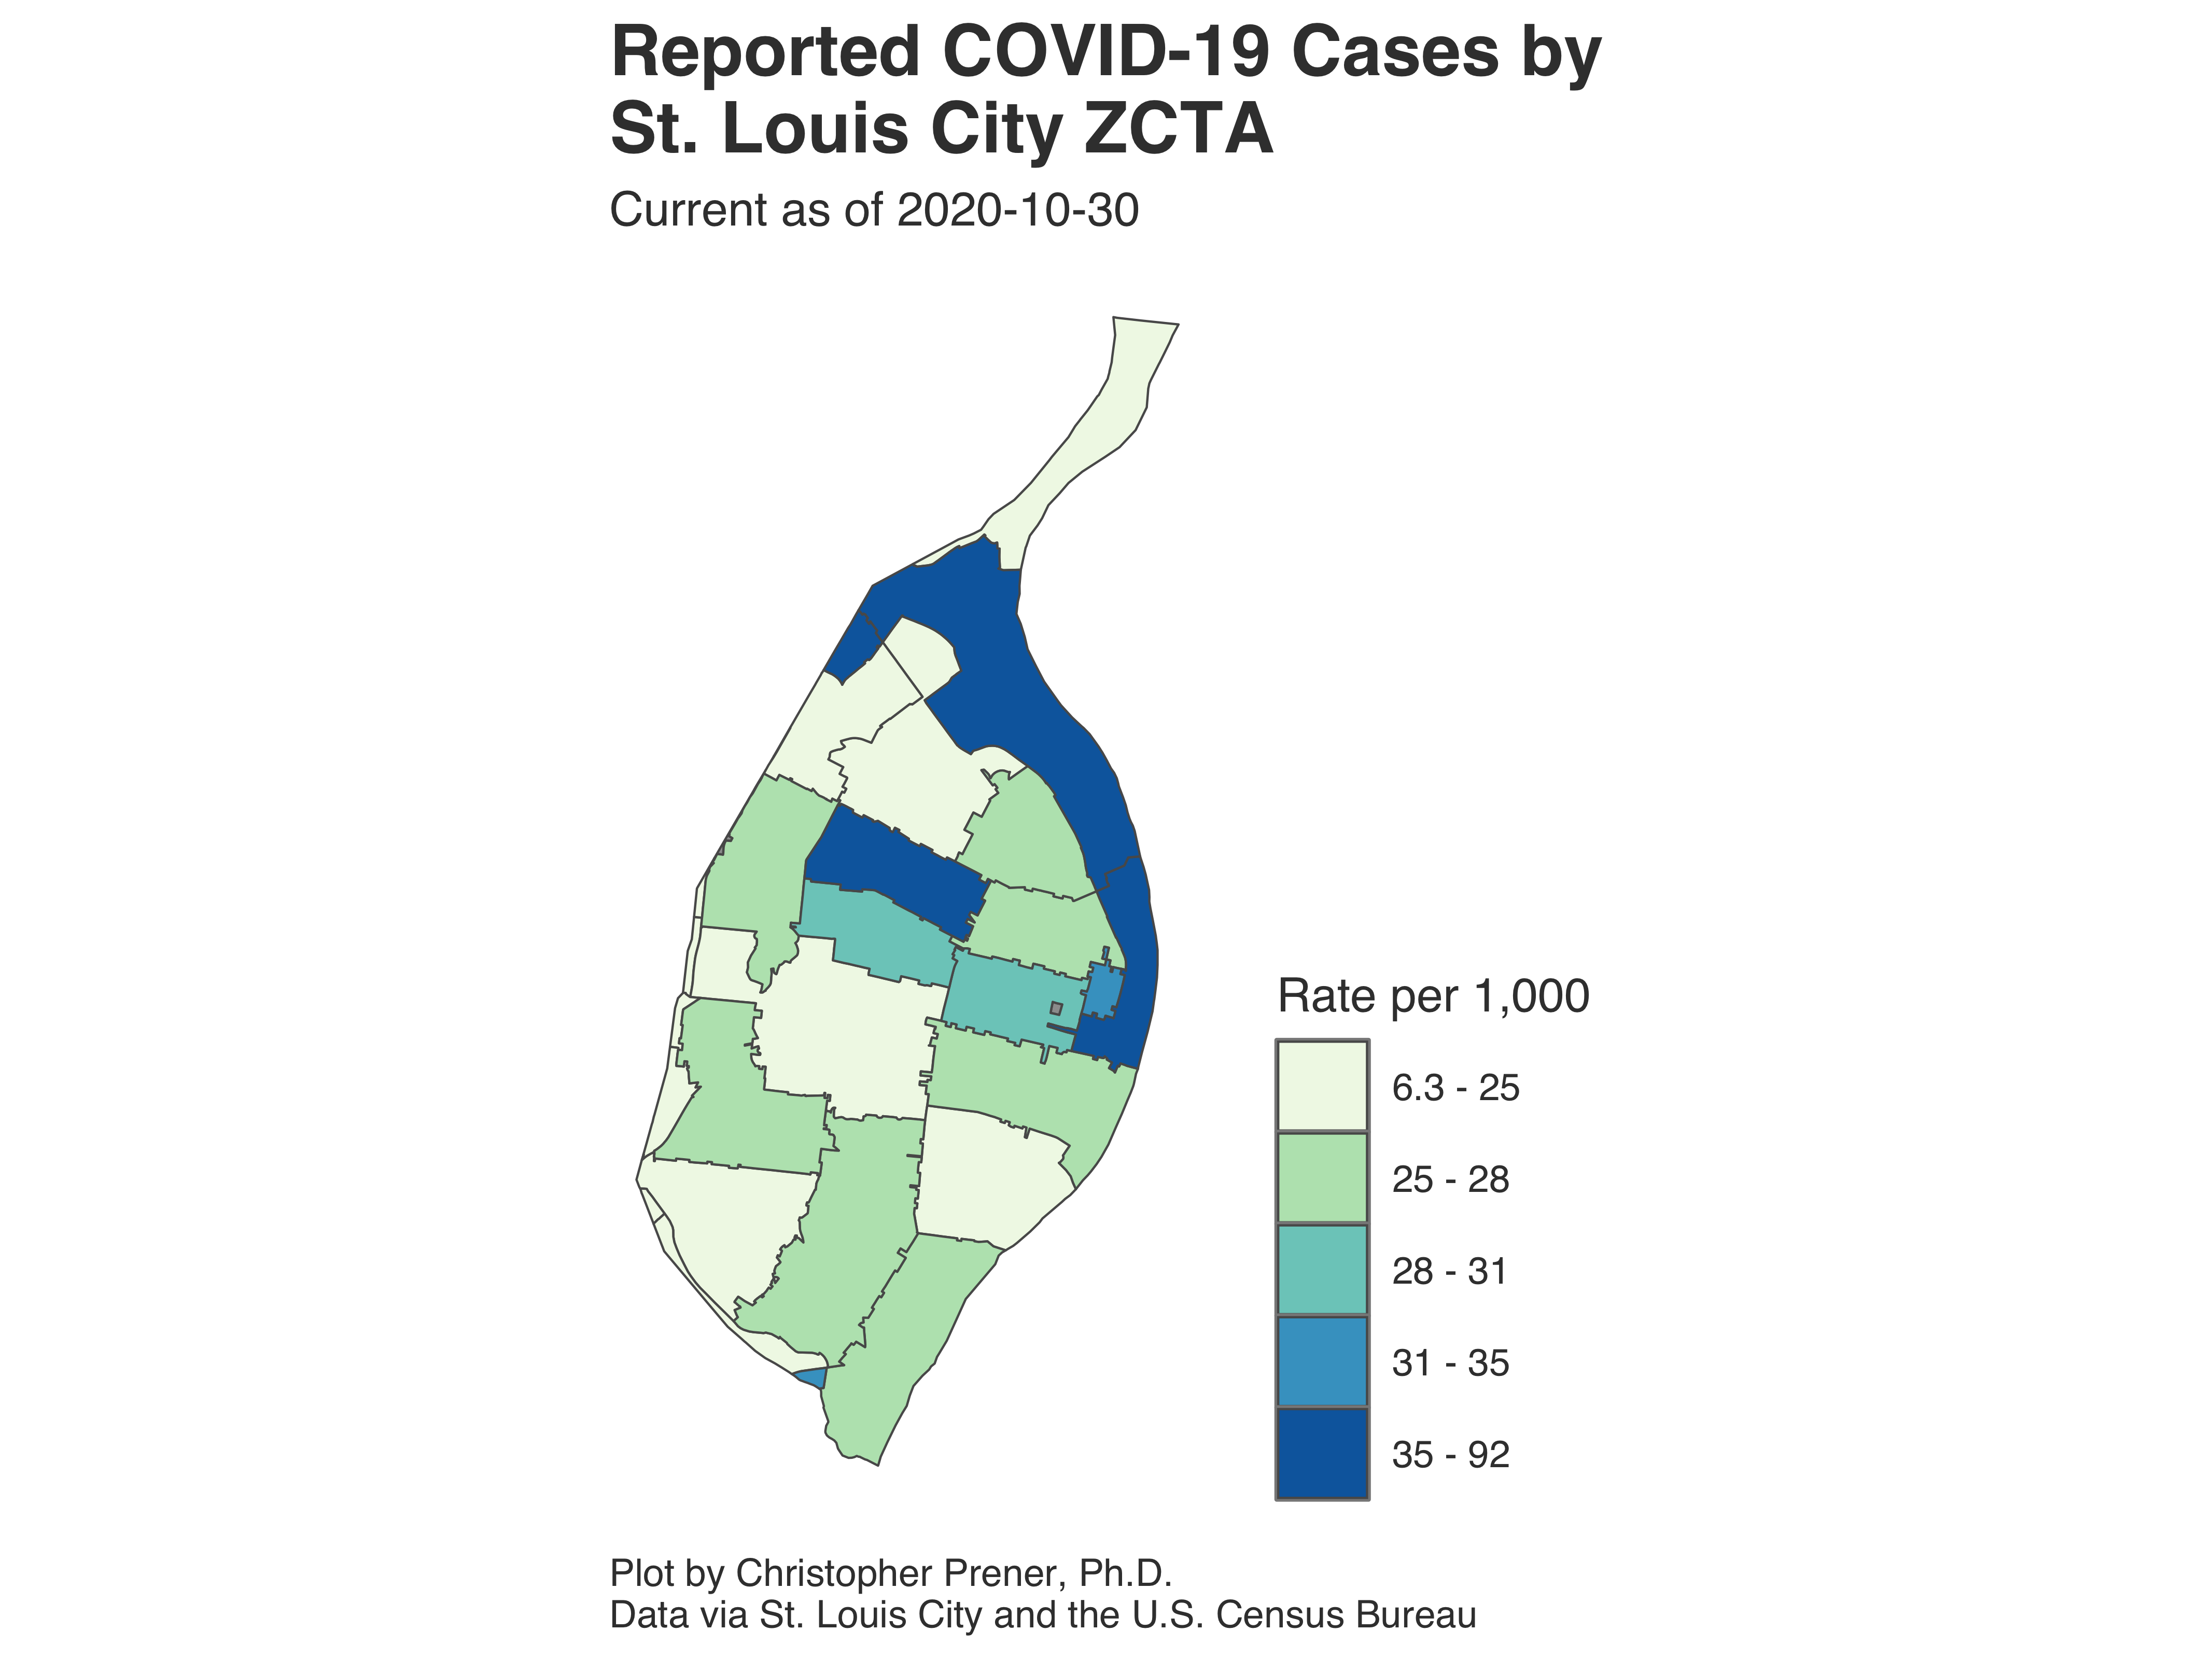 Reported COVID-19 Cases by
St. Louis City ZCTA
Current as of 2020-10-30
Rate per 1,000
6.3 - 25
25 - 28
28 - 31
31 - 35
35 - 92
Plot by Christopher Prener, Ph.D.
Data via St. Louis City and the U.S. Census Bureau